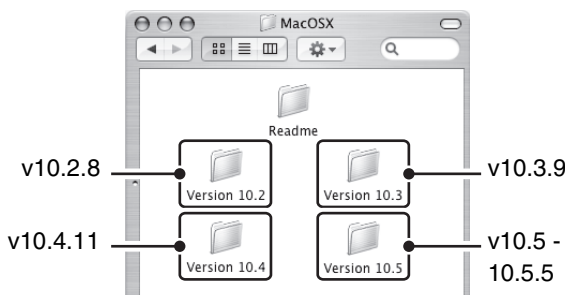 MacOSX
Readme
v10.2.8
Version 10.2
Version 10.3
v10.3.9
v10.4.11
Version 10.4
Version 10.5
v10.5 -
10.5.5